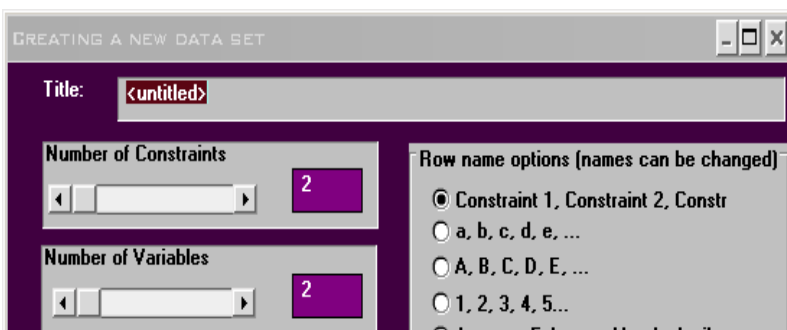 CREATING A NEW DATA SET
Title: <untitled>
Number of Constraints
2
Number of Variables
2
Row name options (names can be changed)
Constraint 1, Constraint 2, Constr
a, b, c, d, e, ...
A, B, C, D, E, ...
1, 2, 3, 4, 5...